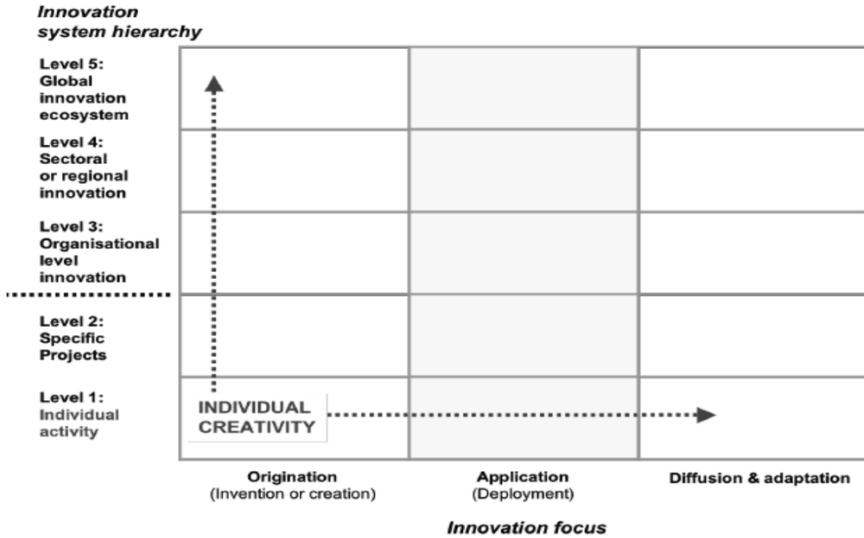 Innovation
system hierarchy
Level 5:
Global
innovation
ecosystem
Level 4:
Sectoral
or regional
innovation
Level 3:
Organisational
level
innovation
Level 2:
Specific
Projects
Level 1:
Individual
activity
INDIVIDUAL
CREATIVITY
Origination
(Invention or creation)
Application
(Deployment)
Diffusion & adaptation
Innovation focus